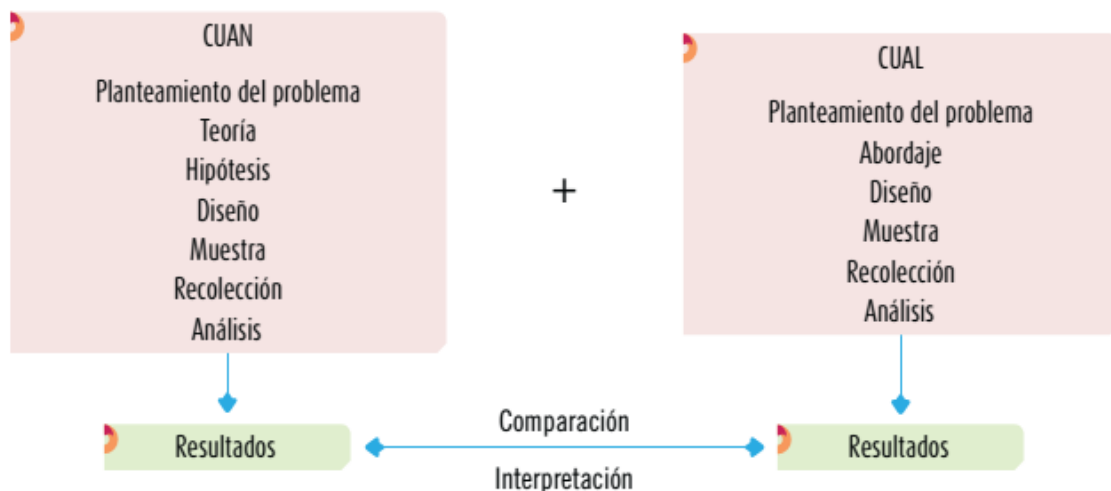 CUAN
Planteamiento del problema
Teoría
Hipótesis
Diseño
Muestra
Recolección
Análisis
+
CUAL
Planteamiento del problema
Abordaje
Diseño
Muestra
Recolección
Análisis
Resultados
Comparación
Interpretación
Resultados